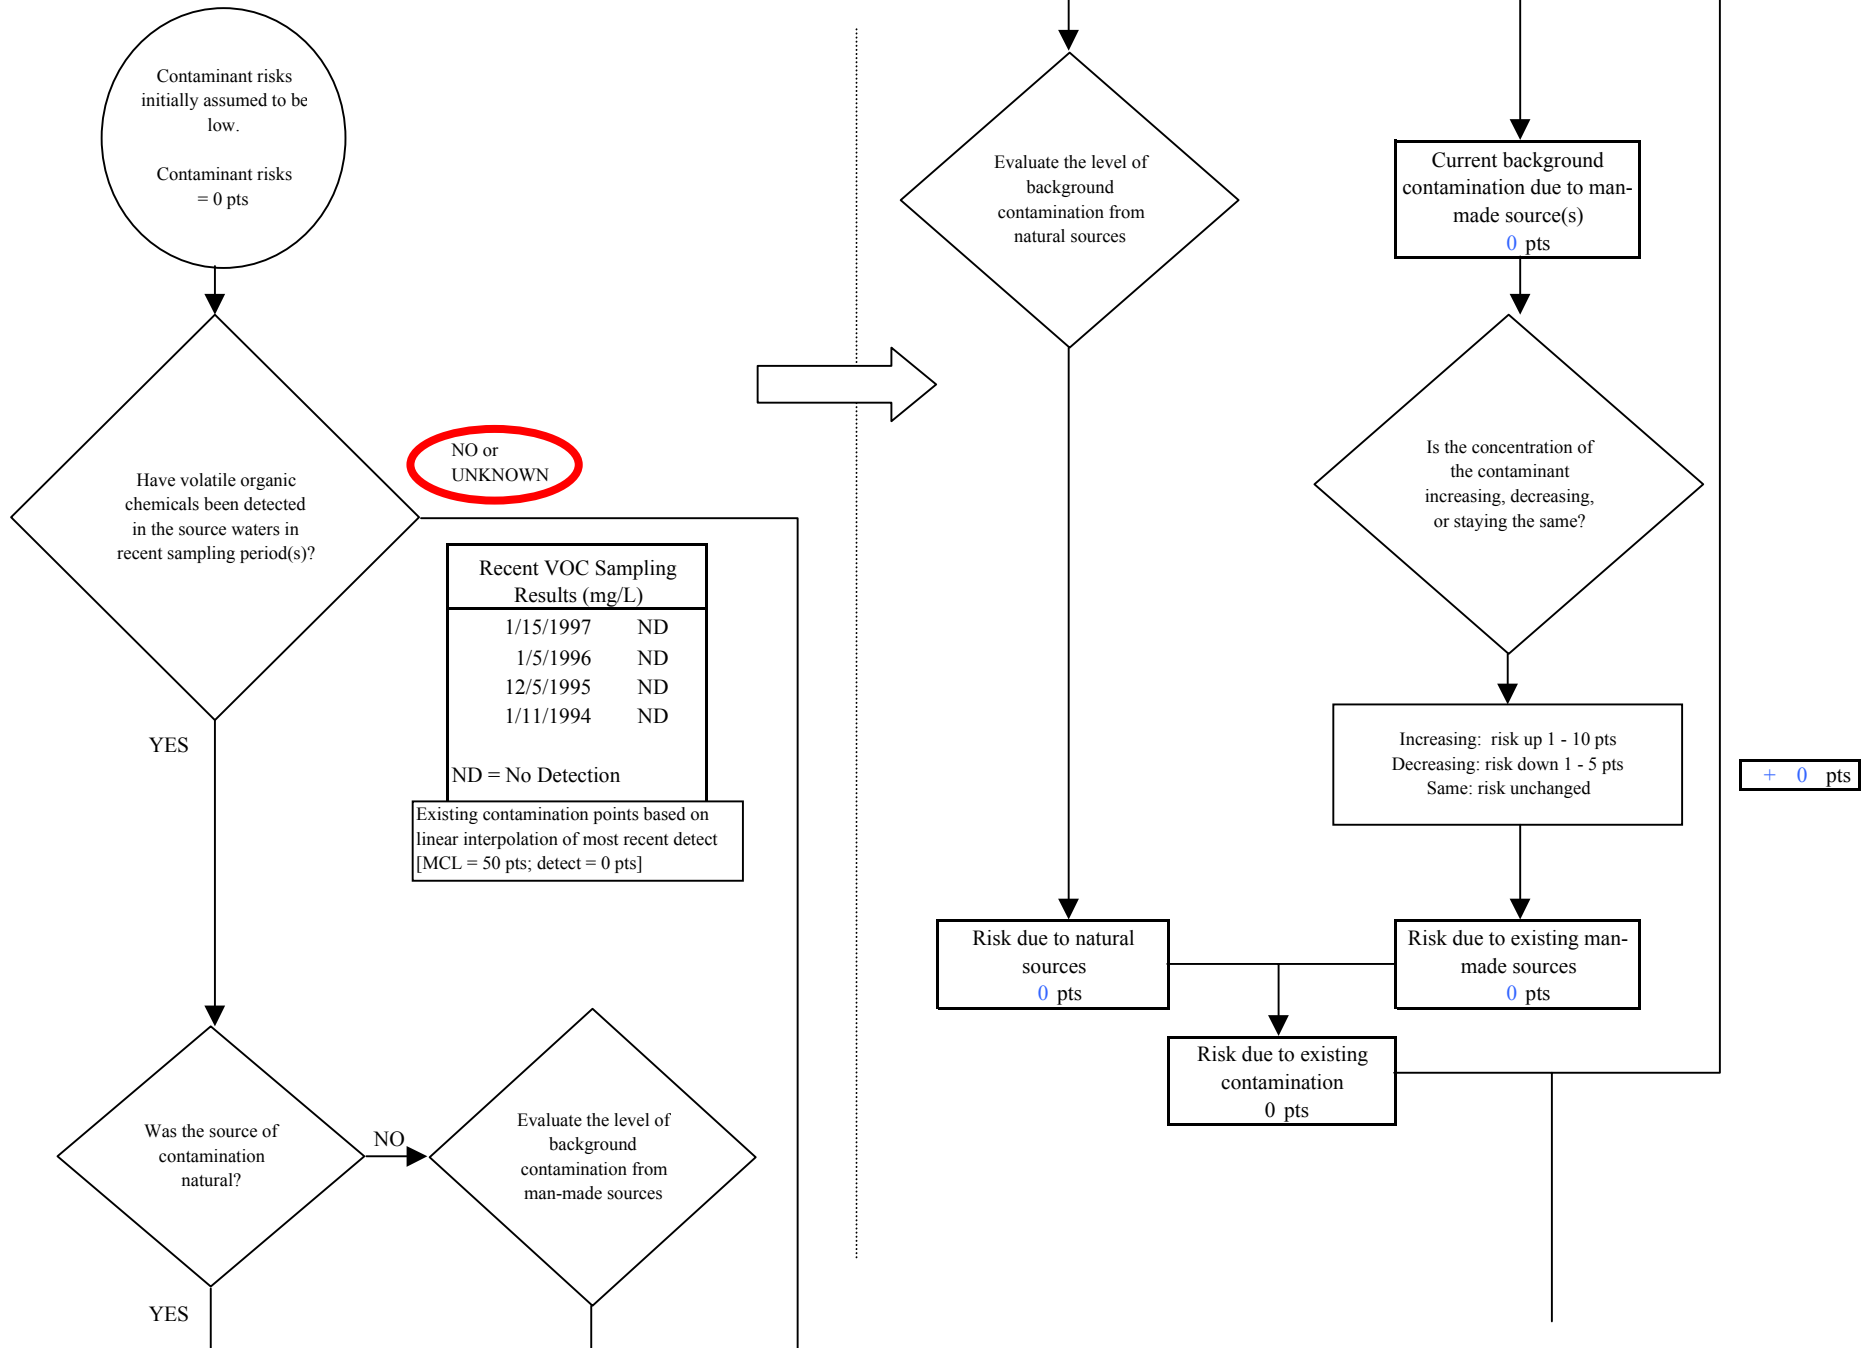 Contaminant risks
initially assumed to be
low.
Contaminant risks
= 0 pts
Have volatile organic
chemicals been detected
in the source waters in
recent sampling period(s)?
NO or
UNKNOWN
Recent VOC Sampling
Results (mg/L)
1/15/1997 ND
1/5/1996 ND
12/5/1995 ND
1/11/1994 ND
ND = No Detection
Existing contamination points based on
linear interpolation of most recent detect
[MCL = 50 pts; detect = 0 pts]
YES
Was the source of
contamination
natural?
NO
Evaluate the level of
background
contamination from
man-made sources
YES
Evaluate the level of
background
contamination from
natural sources
Current background
contamination due to man-
made source(s)
0 pts
Is the concentration of
the contaminant
increasing, decreasing,
or staying the same?
Increasing: risk up 1 - 10 pts
Decreasing: risk down 1 - 5 pts
Same: risk unchanged
+ 0 pts
Risk due to natural
sources
0 pts
Risk due to existing man-
made sources
0 pts
Risk due to existing
contamination
0 pts